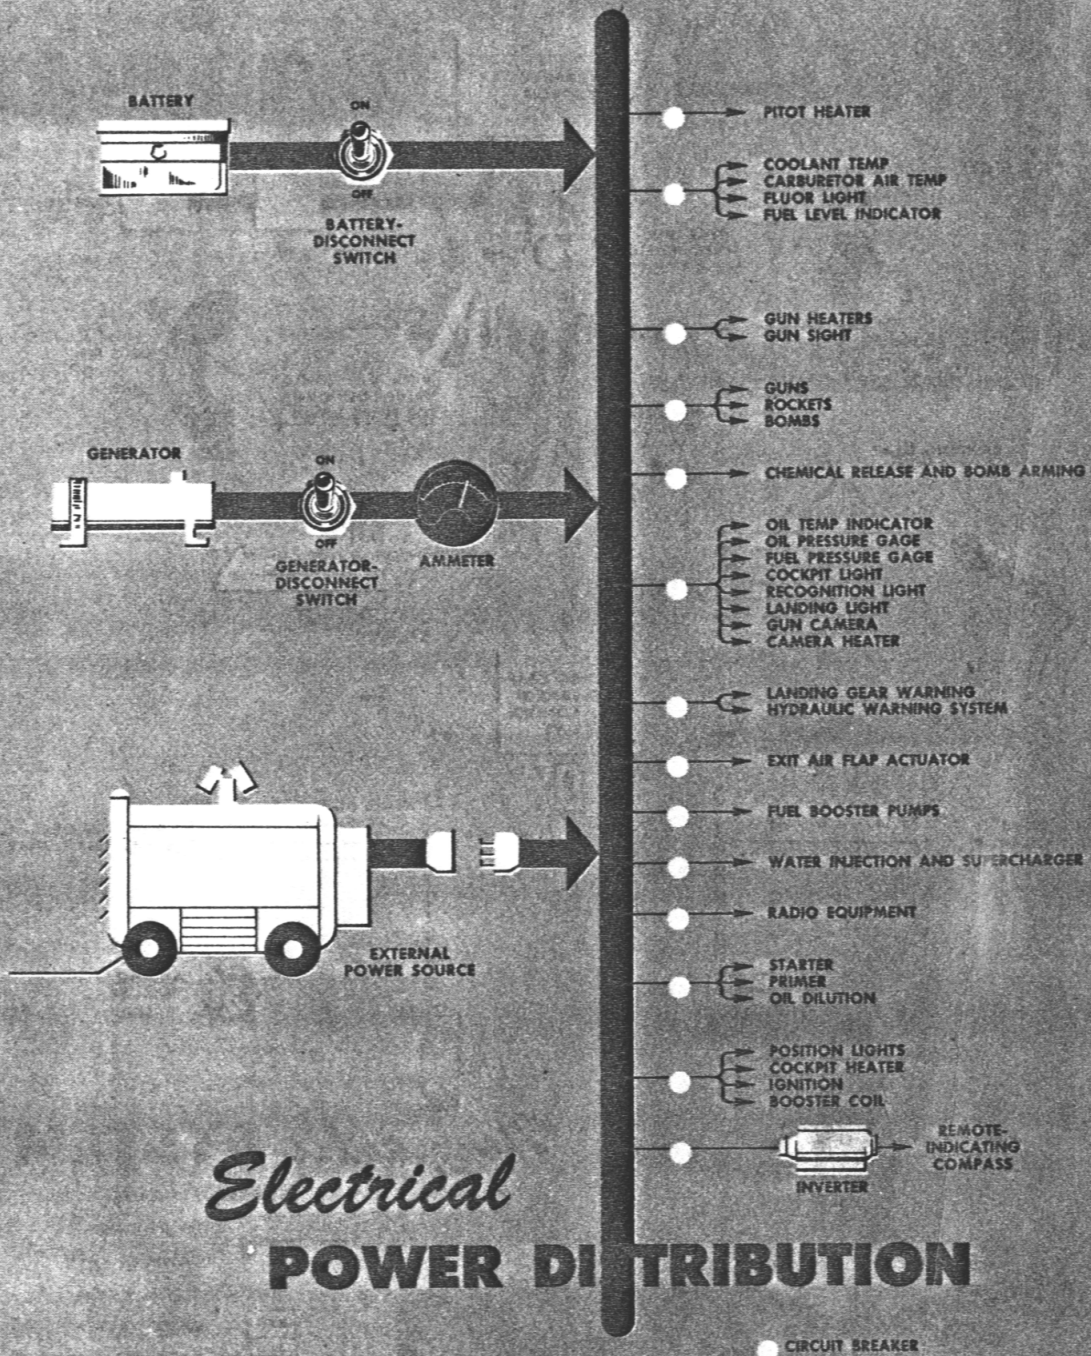 BATTERY
ON
OFF
BATTERY-
DISCONNECT
SWITCH
GENERATOR
ON
OFF
GENERATOR-
DISCONNECT
SWITCH
AMMETER
EXTERNAL
POWER SOURCE
PITOT HEATER
COOLANT TEMP
CARBURETOR AIR TEMP
FLUOR LIGHT
FUEL LEVEL INDICATOR
GUN HEATERS
GUN SIGHT
GUNS
ROCKETS
BOMBS
CHEMICAL RELEASE AND BOMB ARMING
OIL TEMP INDICATOR
OIL PRESSURE GAGE
FUEL PRESSURE GAGE
COCKPIT LIGHT
RECOGNITION LIGHT
LANDING LIGHT
GUN CAMERA
CAMERA HEATER
LANDING GEAR WARNING
HYDRAULIC WARNING SYSTEM
EXIT AIR FLAP ACTUATOR
FUEL BOOSTER PUMPS
WATER INJECTION AND SUPERCHARGER
RADIO EQUIPMENT
STARTER
PRIMER
OIL DILUTION
POSITION LIGHTS
COCKPIT HEATER
IGNITION
BOOSTER COIL
INVERTER
REMOTE-
INDICATING
COMPASS
Electrical
POWER DISTRIBUTION
CIRCUIT BREAKER